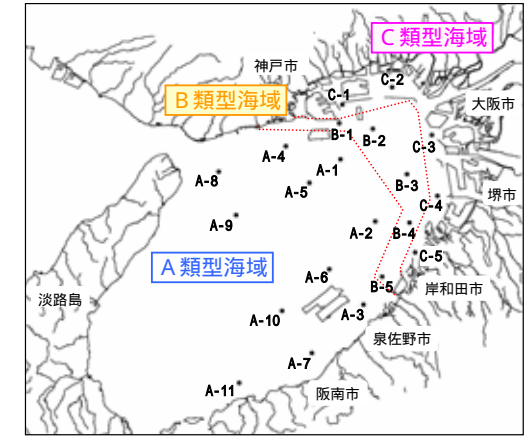 C類型海域
神戸市
C-2
B類型海域
C-1
大阪市
B-1
B-2
C-3
A-4
A-1
A-8
A-5
B-3
堺市
C-4
A-9
A-2
B-4
C-5
A類型海域
A-6
B-5
岸和田市
淡路島
A-3
A-10
泉佐野市
A-7
A-11
阪南市